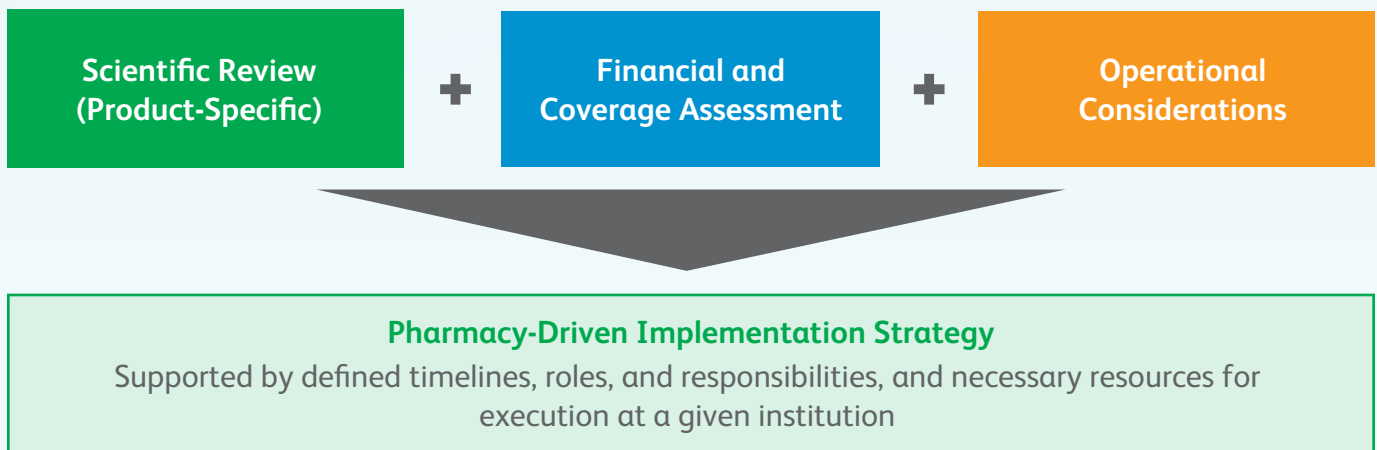 Scientific Review
(Product-Specific)
+
Financial and
Coverage Assessment
+
Operational
Considerations
Pharmacy-Driven Implementation Strategy
Supported by defined timelines, roles, and responsibilities, and necessary resources for
execution at a given institution